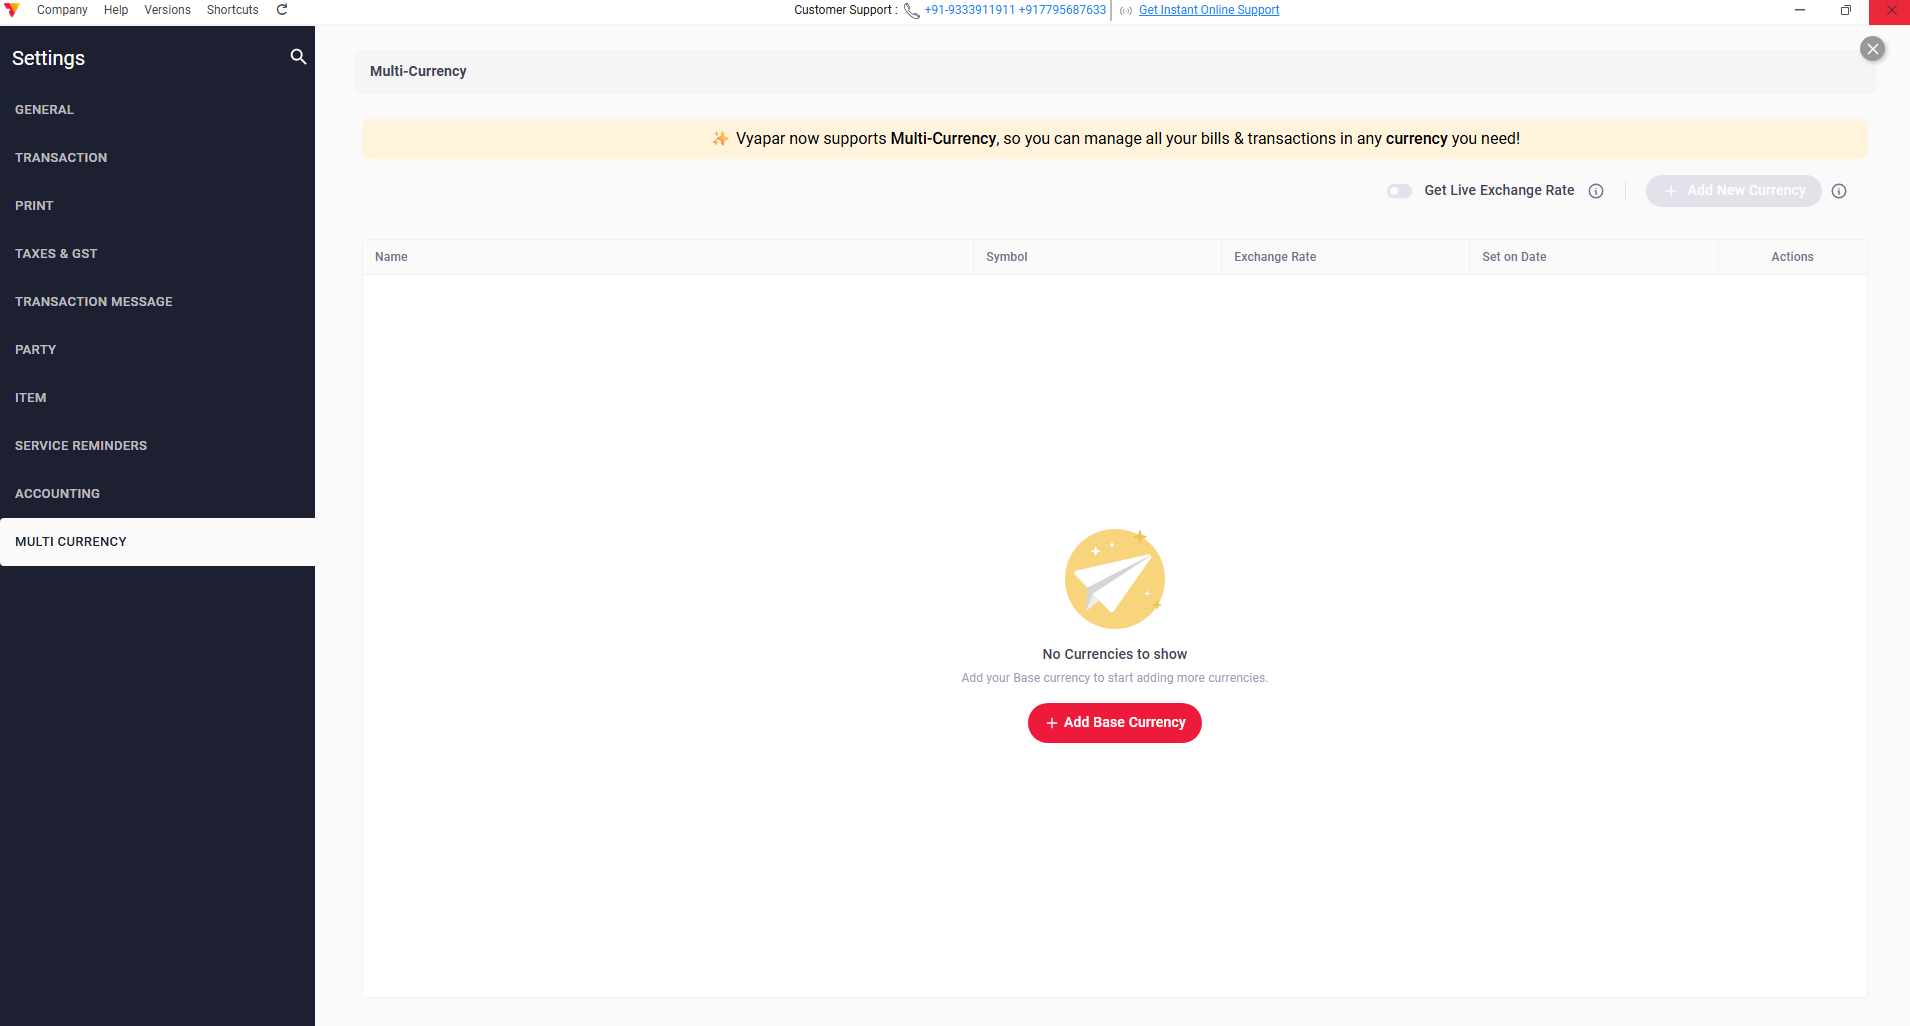 Company Help Versions Shortcuts
Customer Support : +91-9333911911 +917795687633 Get Instant Online Support
Settings
GENERAL
TRANSACTION
PRINT
TAXES & GST
TRANSACTION MESSAGE
PARTY
ITEM
SERVICE REMINDERS
ACCOUNTING
MULTI CURRENCY
Multi-Currency
✨ Vyapar now supports Multi-Currency, so you can manage all your bills & transactions in any currency you need!
Get Live Exchange Rate + Add New Currency
Name Symbol Exchange Rate Set on Date Actions
No Currencies to show
Add your Base currency to start adding more currencies.
+ Add Base Currency